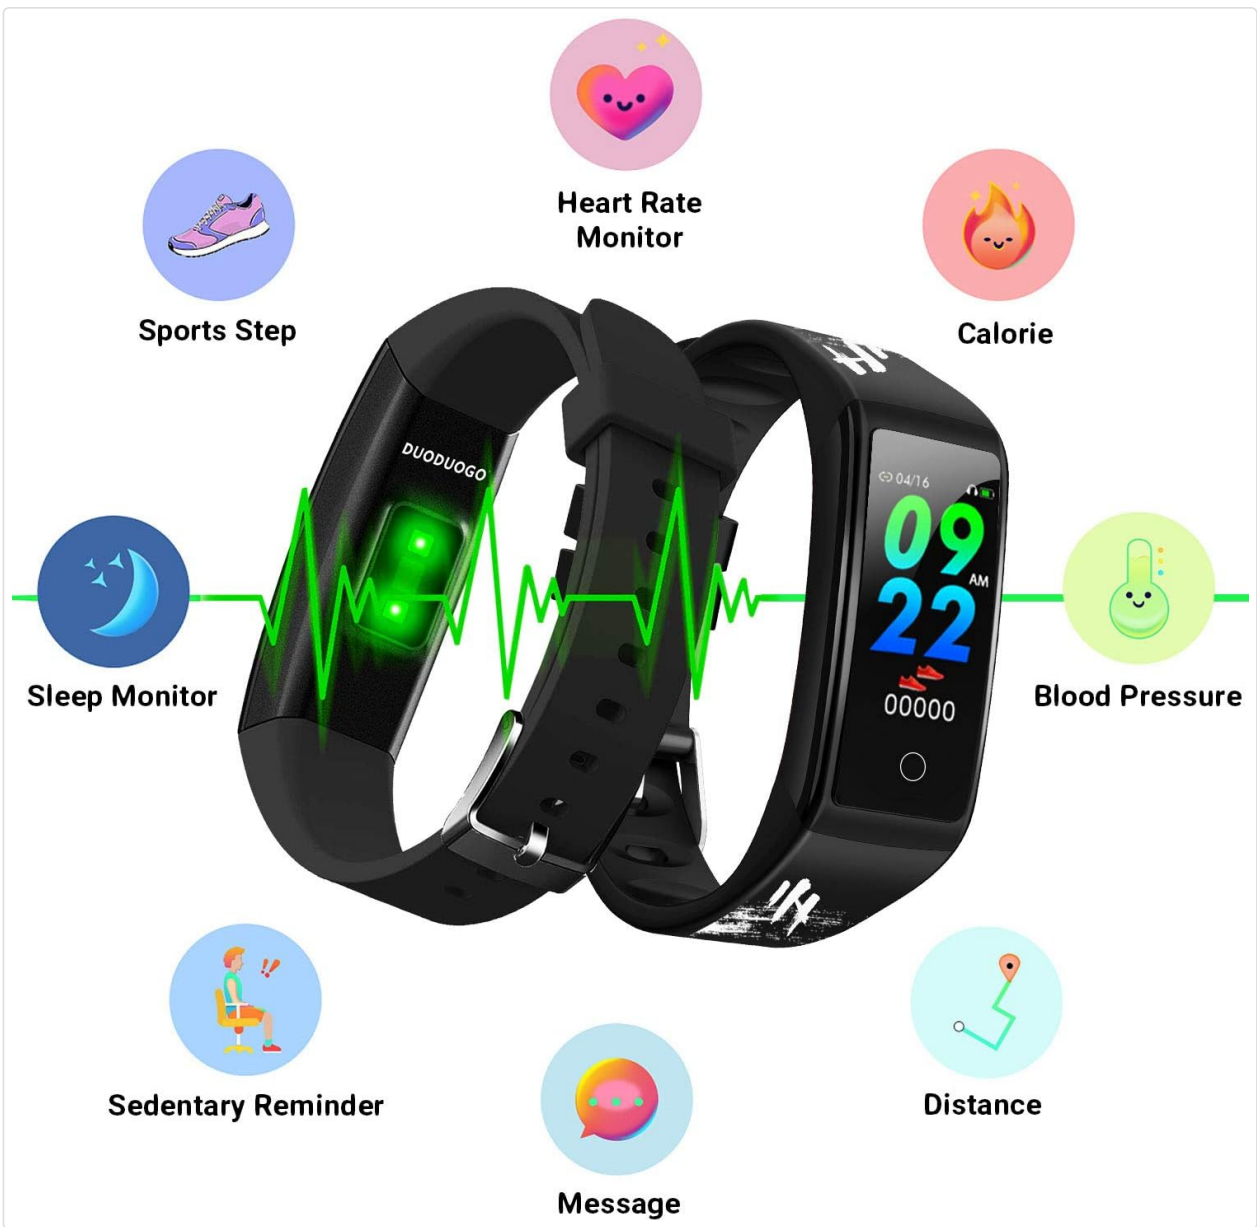 Heart Rate
Monitor
Sports Step
Calorie
DUODUOGO
04/16
09
AM
22
00000
Sleep Monitor
Blood Pressure
Sedentary Reminder
Distance
Message